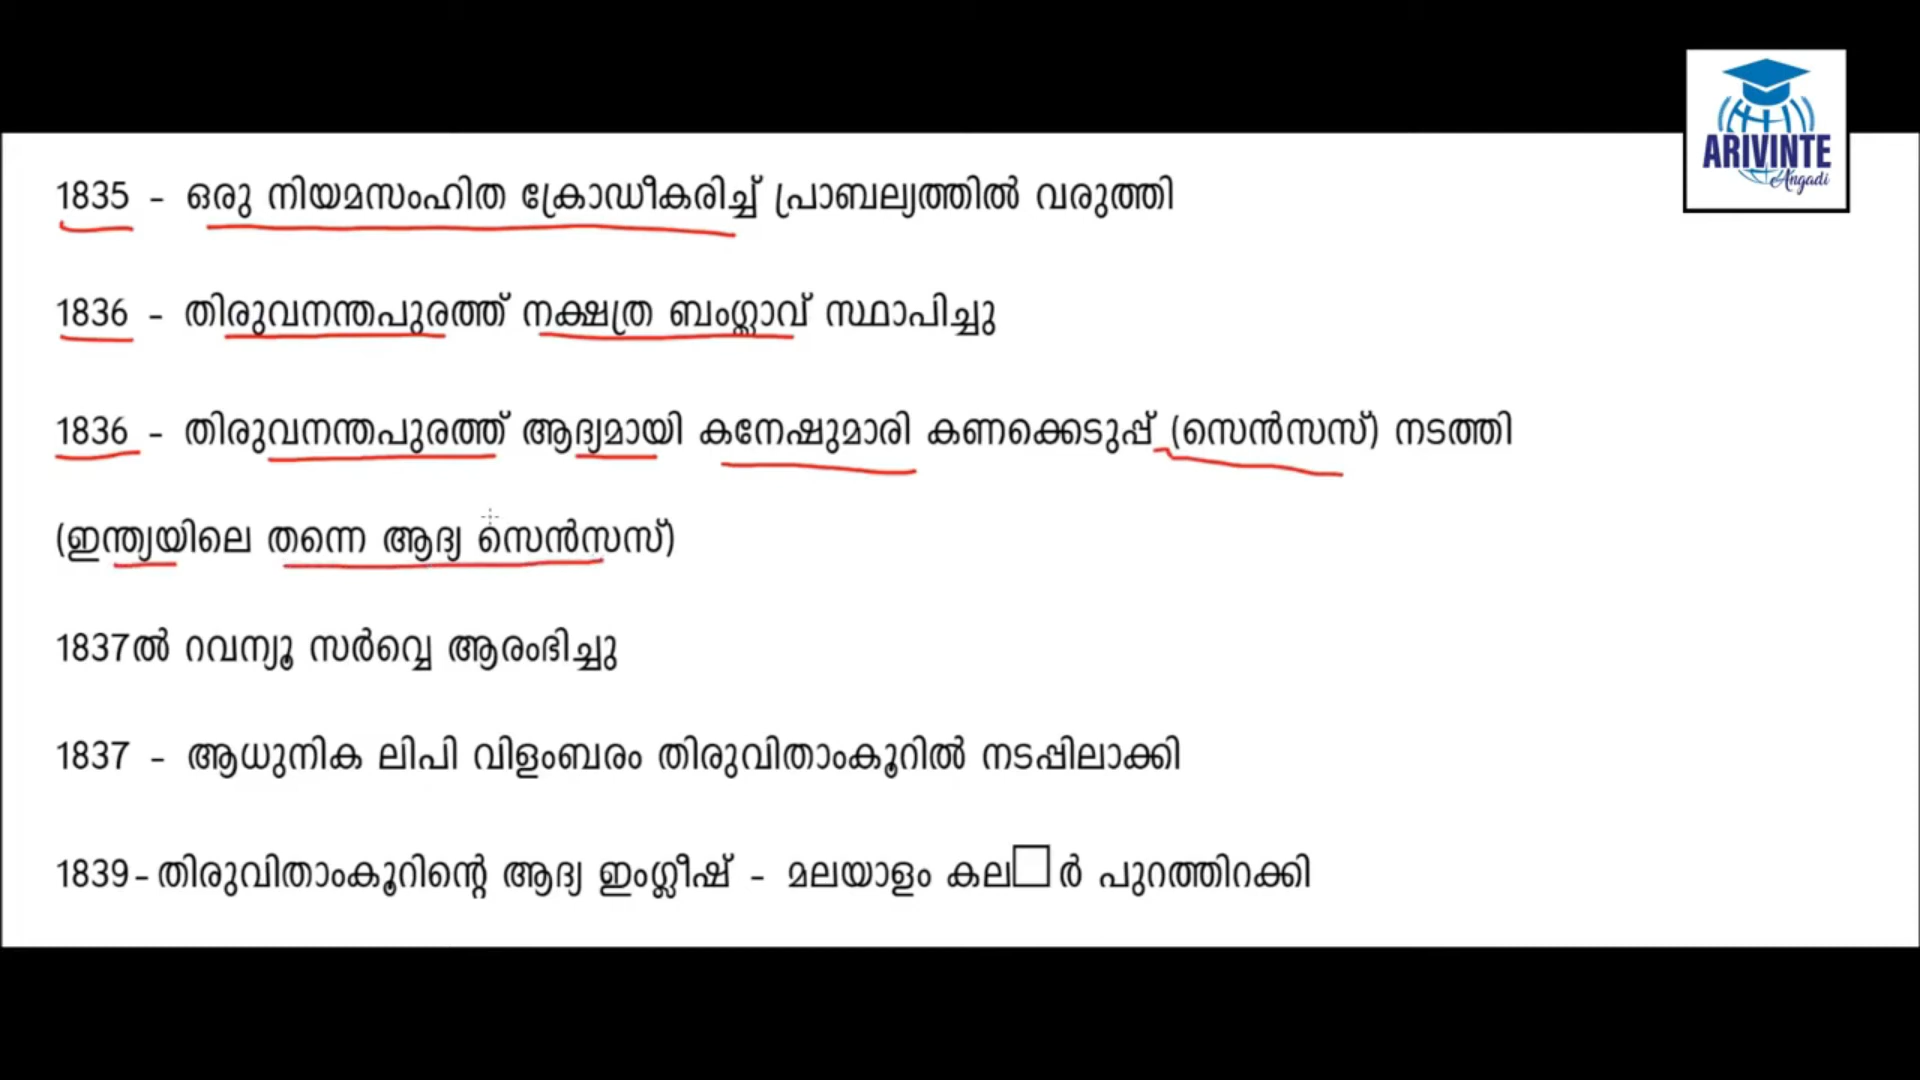 ARIVINTE
Angadi
1835 - ഒരു നിയമസംഹിത ക്രോഡീകരിച്ച് പ്രാബല്യത്തിൽ വരുത്തി
1836 - തിരുവനന്തപുരത്ത് നക്ഷത്ര ബംഗ്ലാവ് സ്ഥാപിച്ചു
1836 - തിരുവനന്തപുരത്ത് ആദ്യമായി കനേഷുമാരി കണക്കെടുപ്പ് (സെൻസസ്) നടത്തി
(ഇന്ത്യയിലെ തന്നെ ആദ്യ സെൻസസ്)
1837ൽ റവന്യൂ സർവ്വെ ആരംഭിച്ചു
1837 - ആധുനിക ലിപി വിളംബരം തിരുവിതാംകൂറിൽ നടപ്പിലാക്കി
1839-തിരുവിതാംകൂറിന്റെ ആദ്യ ഇംഗ്ലീഷ് - മലയാളം കല□ർ പുറത്തിറക്കി